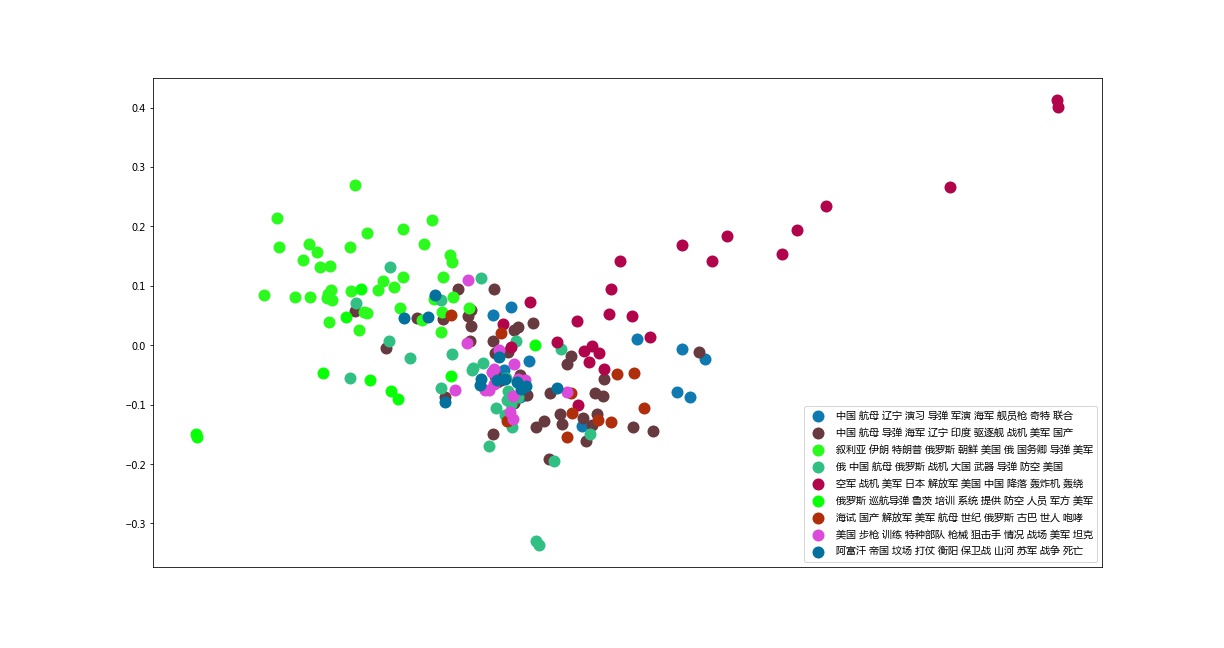 0.4
0.3
0.2
0.1
0.0
−0.1
−0.2
−0.3
中国 航母 辽宁 演习 导弹 军演 海军 舰员枪 奇特 联合
中国 航母 导弹 海军 辽宁 印度 驱逐舰 战机 美军 国产
叙利亚 伊朗 特朗普 俄罗斯 朝鲜 美国 俄 国务卿 导弹 美军
俄 中国 航母 俄罗斯 战机 大国 武器 导弹 防空 美国
空军 战机 美军 日本 解放军 美国 中国 降落 轰炸机 轰绕
俄罗斯 巡航导弹 鲁茨 培训 系统 提供 防空 人员 军方 美军
海试 国产 解放军 美军 航母 世纪 俄罗斯 古巴 世人 咆哮
美国 步枪 训练 特种部队 枪械 狙击手 情况 战场 美军 坦克
阿富汗 帝国 坟场 打仗 衡阳 保卫战 山河 苏军 战争 死亡